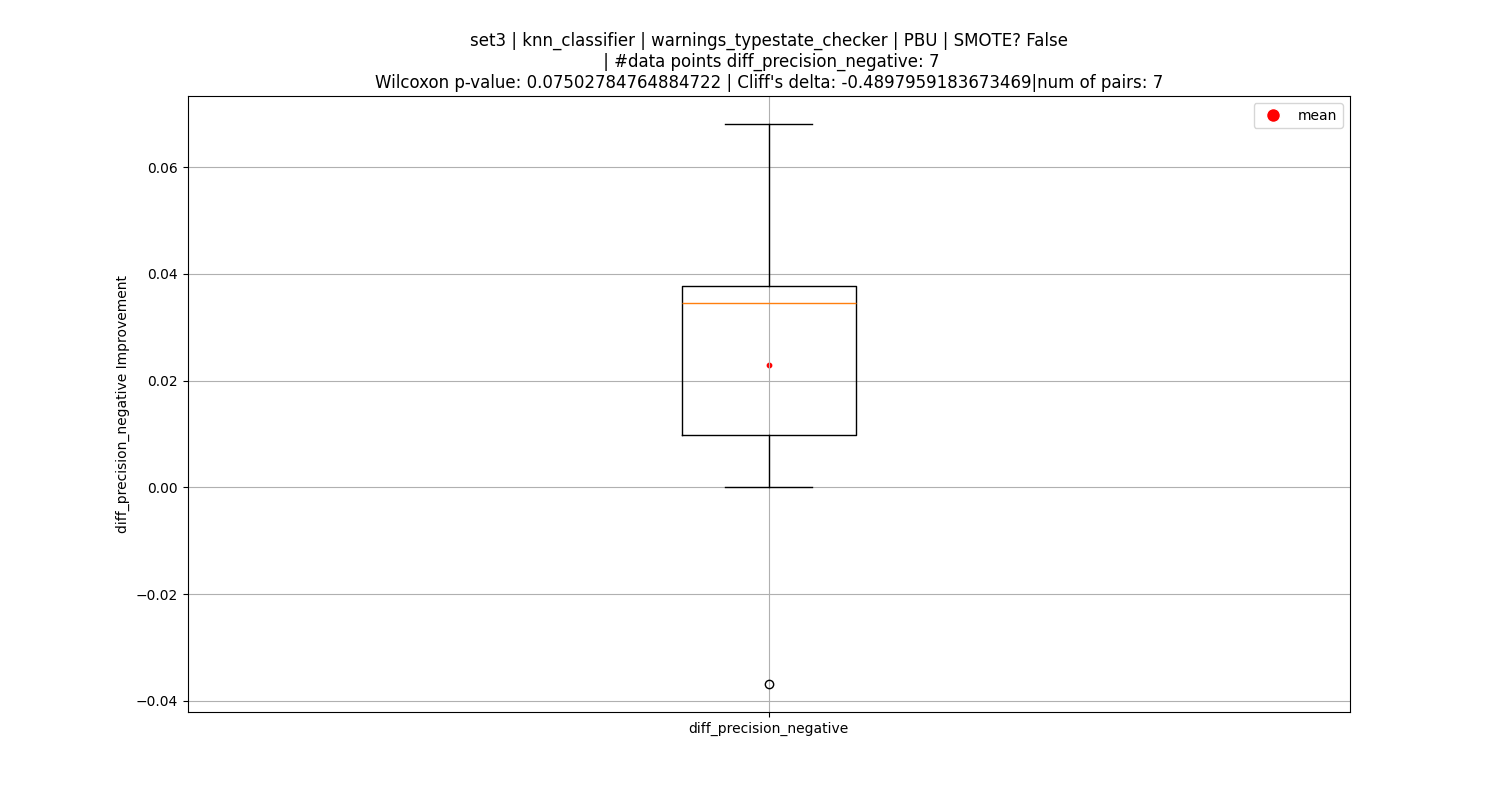 set3 | knn_classifier | warnings_typestate_checker | PBU | SMOTE? False
| #data points diff_precision_negative: 7
Wilcoxon p-value: 0.07502784764884722 | Cliff's delta: -0.4897959183673469|num of pairs: 7
mean
0.06
0.04
0.02
0.00
−0.02
−0.04
diff_precision_negative Improvement
diff_precision_negative